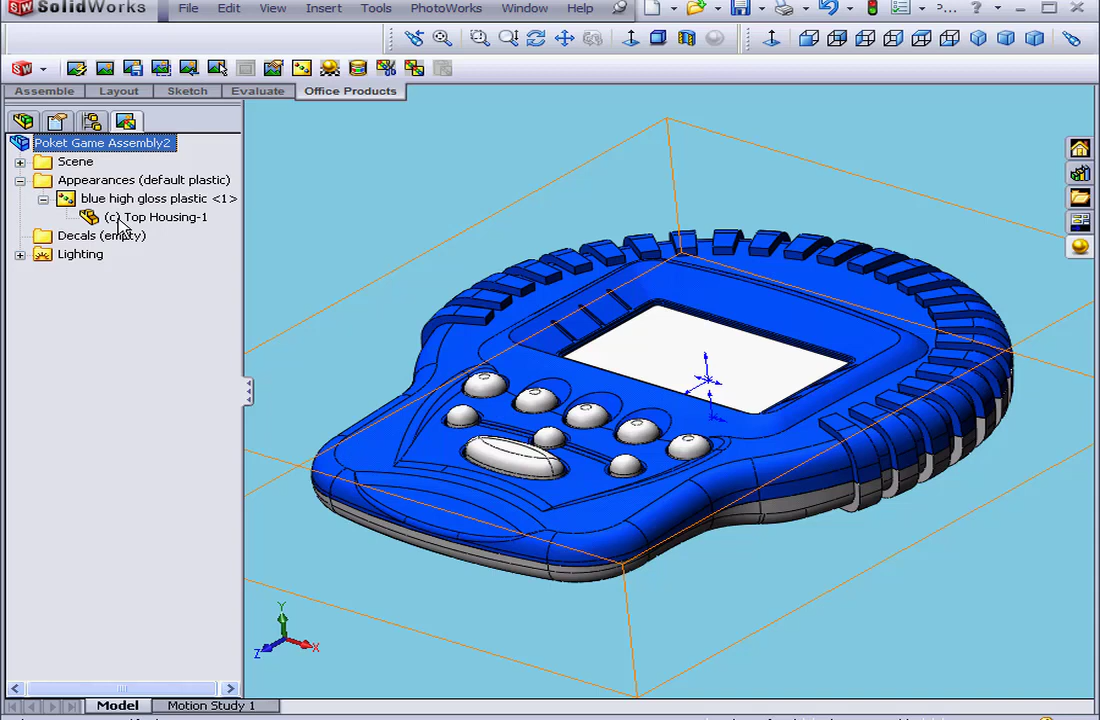 SolidWorks File Edit View Insert Tools PhotoWorks Window Help P...
Assemble Layout Sketch Evaluate Office Products
Poket Game Assembly2
Scene
Appearances (default plastic)
blue high gloss plastic <1>
(c) Top Housing-1
Decals (empty)
Lighting
Y
X
Z
Model Motion Study 1